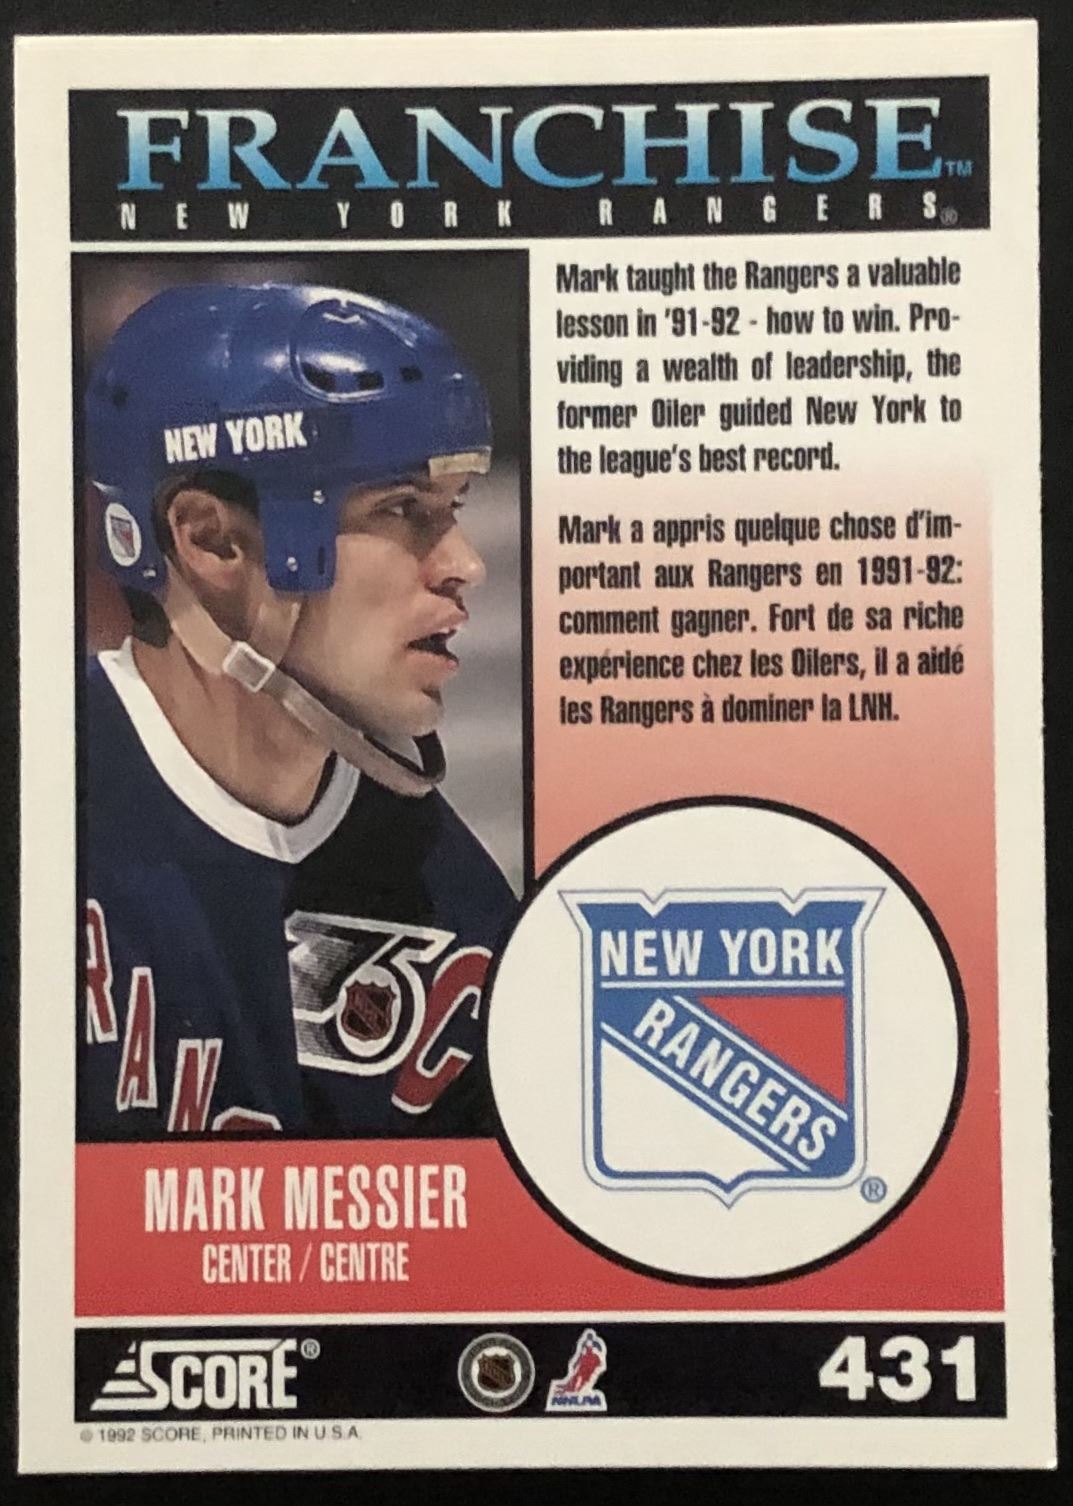 FRANCHISE™
NEW YORK RANGERS®
Mark taught the Rangers a valuable
lesson in '91-92 - how to win. Pro-
viding a wealth of leadership, the
former Oiler guided New York to
the league's best record.
Mark a appris quelque chose d'im-
portant aux Rangers en 1991-92:
comment gagner. Fort de sa riche
expérience chez les Oilers, il a aidé
les Rangers à dominer la LNH.
NEW YORK
75
C
RANG
NEW YORK
RANGERS
®
MARK MESSIER
CENTER / CENTRE
SCORE®
NHLPA
431
© 1992 SCORE, PRINTED IN U.S.A.